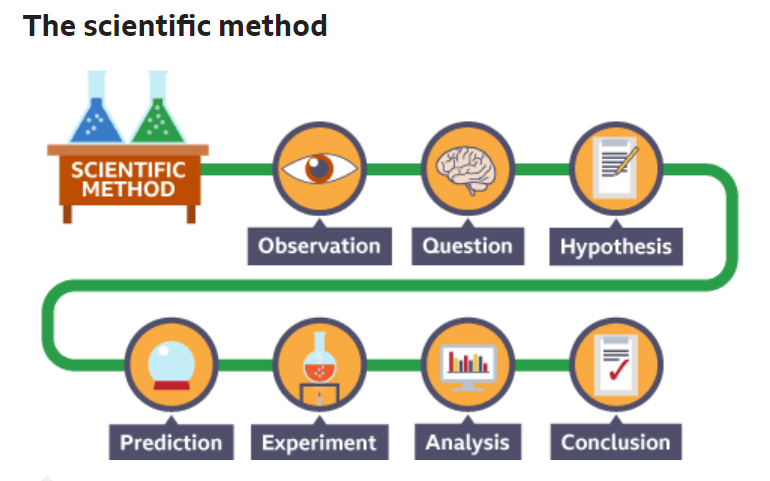 The scientific method
SCIENTIFIC
METHOD
Observation
Question
Hypothesis
Prediction
Experiment
Analysis
Conclusion